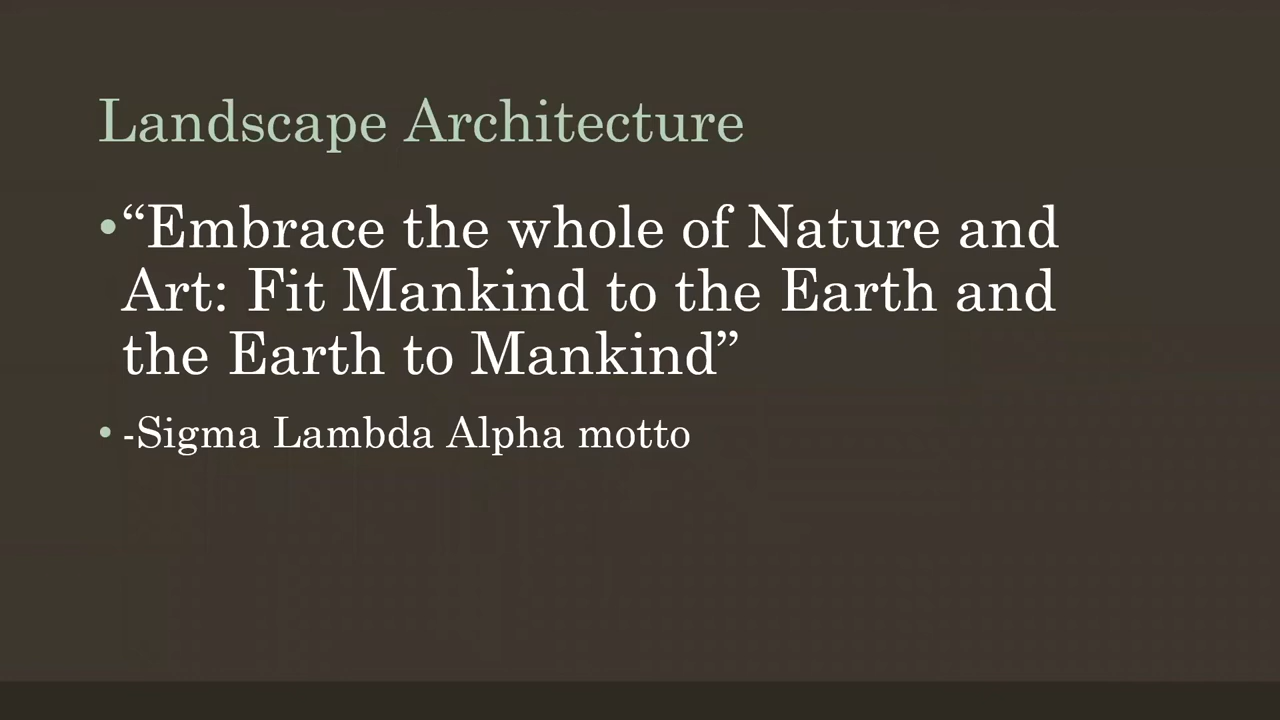 Landscape Architecture
•“Embrace the whole of Nature and
Art: Fit Mankind to the Earth and
the Earth to Mankind”
• -Sigma Lambda Alpha motto